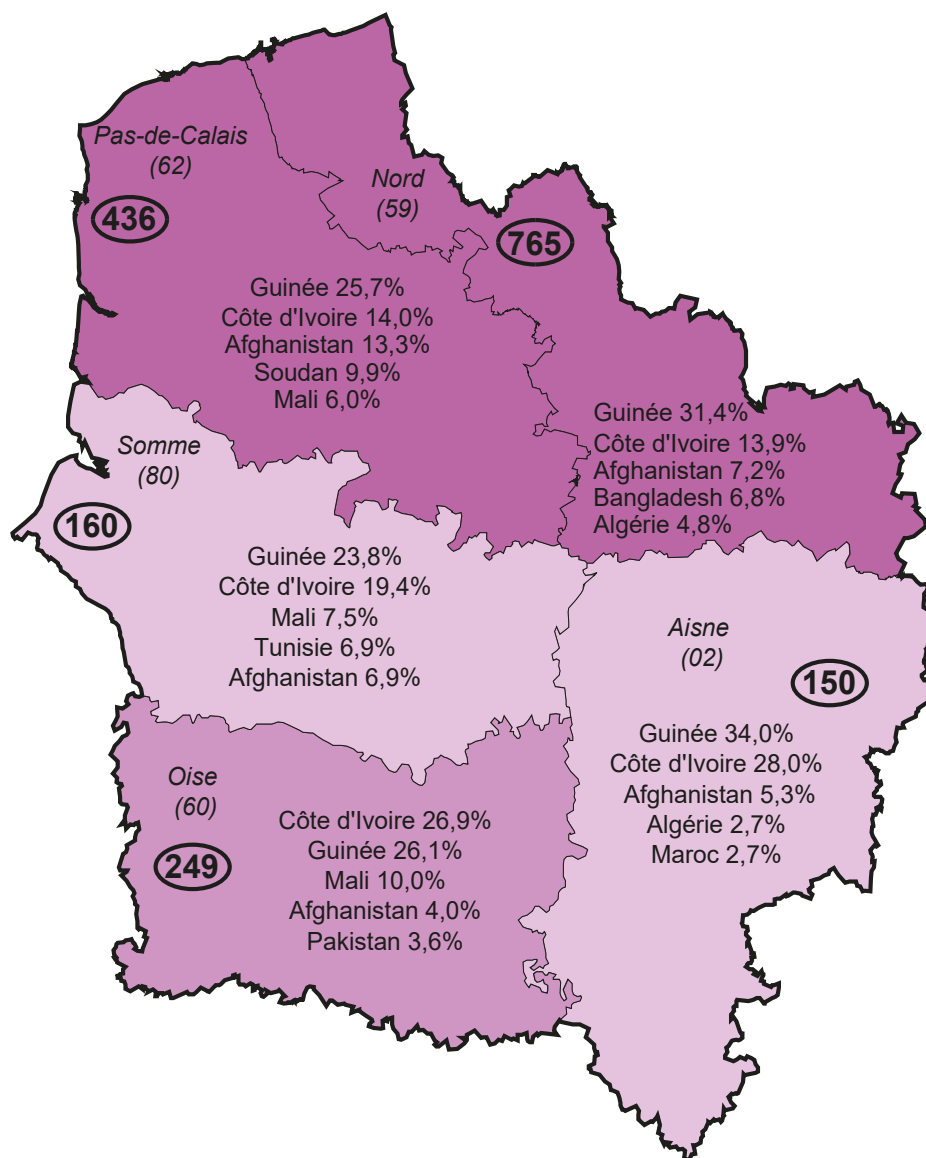 Pas-de-Calais
(62)
436
Nord
(59)
765
Guinée 25,7%
Côte d'Ivoire 14,0%
Afghanistan 13,3%
Soudan 9,9%
Mali 6,0%
Guinée 31,4%
Côte d'Ivoire 13,9%
Afghanistan 7,2%
Bangladesh 6,8%
Algérie 4,8%
Somme
(80)
160
Guinée 23,8%
Côte d'Ivoire 19,4%
Mali 7,5%
Tunisie 6,9%
Afghanistan 6,9%
Aisne
(02)
150
Guinée 34,0%
Côte d'Ivoire 28,0%
Afghanistan 5,3%
Algérie 2,7%
Maroc 2,7%
Oise
(60)
249
Côte d'Ivoire 26,9%
Guinée 26,1%
Mali 10,0%
Afghanistan 4,0%
Pakistan 3,6%